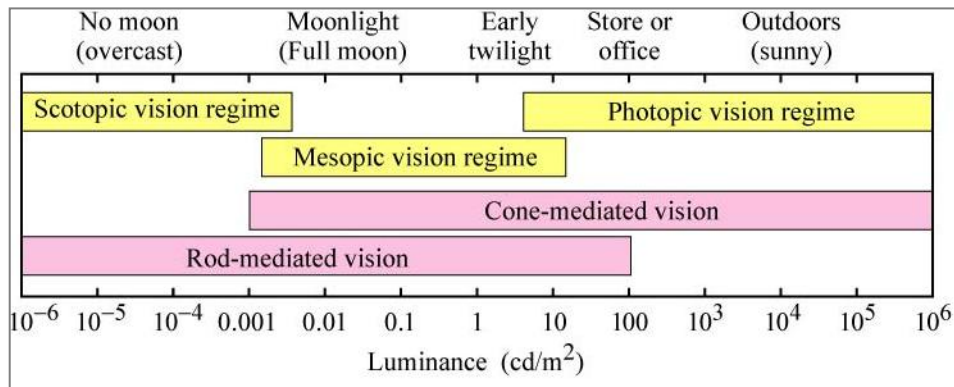 No moon Moonlight Early Store or Outdoors
(overcast) (Full moon) twilight office (sunny)
Scotopic vision regime Photopic vision regime
Mesopic vision regime
Cone-mediated vision
Rod-mediated vision
10⁻⁶ 10⁻⁵ 10⁻⁴ 0.001 0.01 0.1 1 10 100 10³ 10⁴ 10⁵ 10⁶
Luminance (cd/m²)